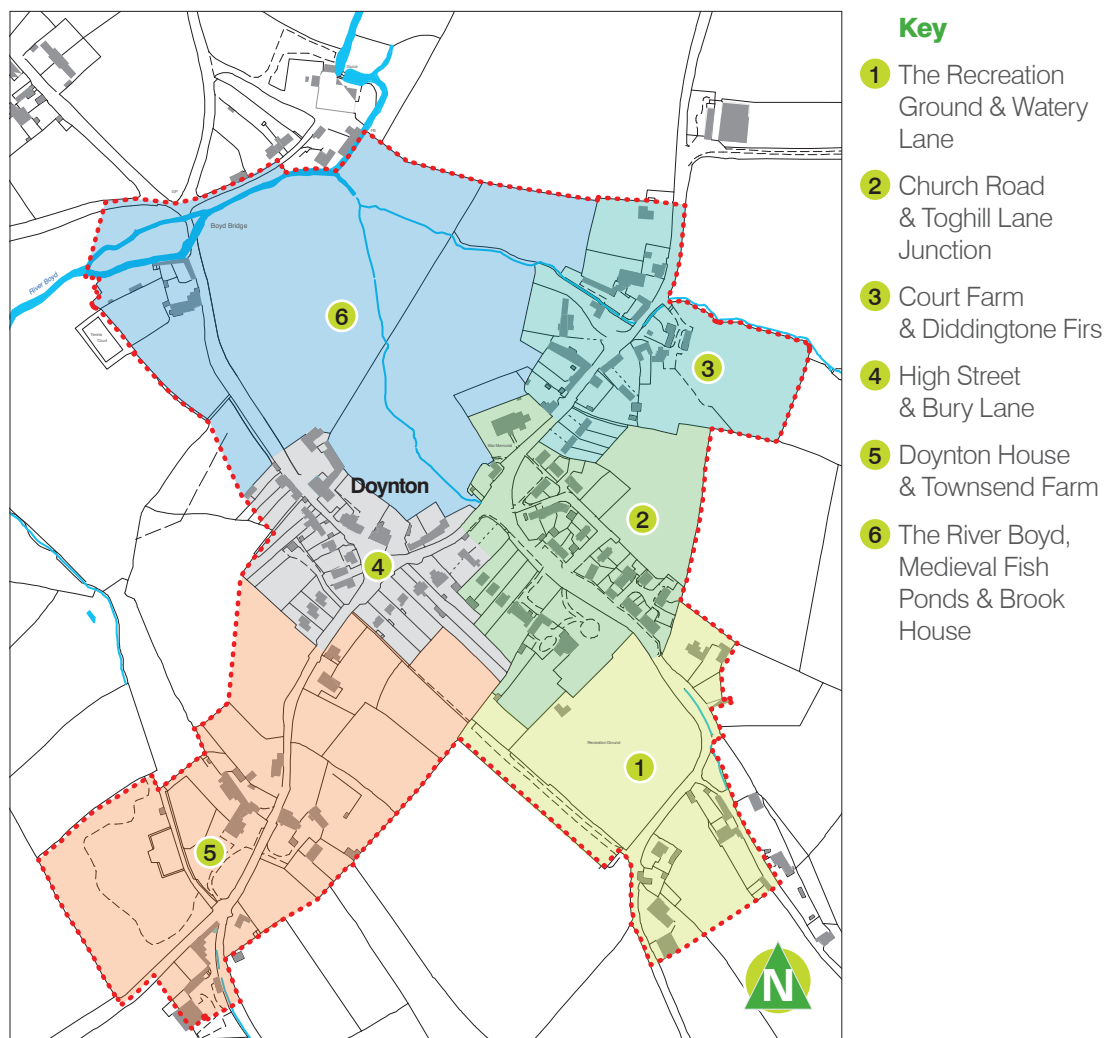 Key
1 The Recreation
Ground & Watery
Lane
2 Church Road
& Toghill Lane
Junction
3 Court Farm
& Diddingtone Firs
4 High Street
& Bury Lane
5 Doynton House
& Townsend Farm
6 The River Boyd,
Medieval Fish
Ponds & Brook
House
Boyd Bridge
River Boyd
6
3
War Memorial
Doynton
2
4
Recreation Ground
1
5
N